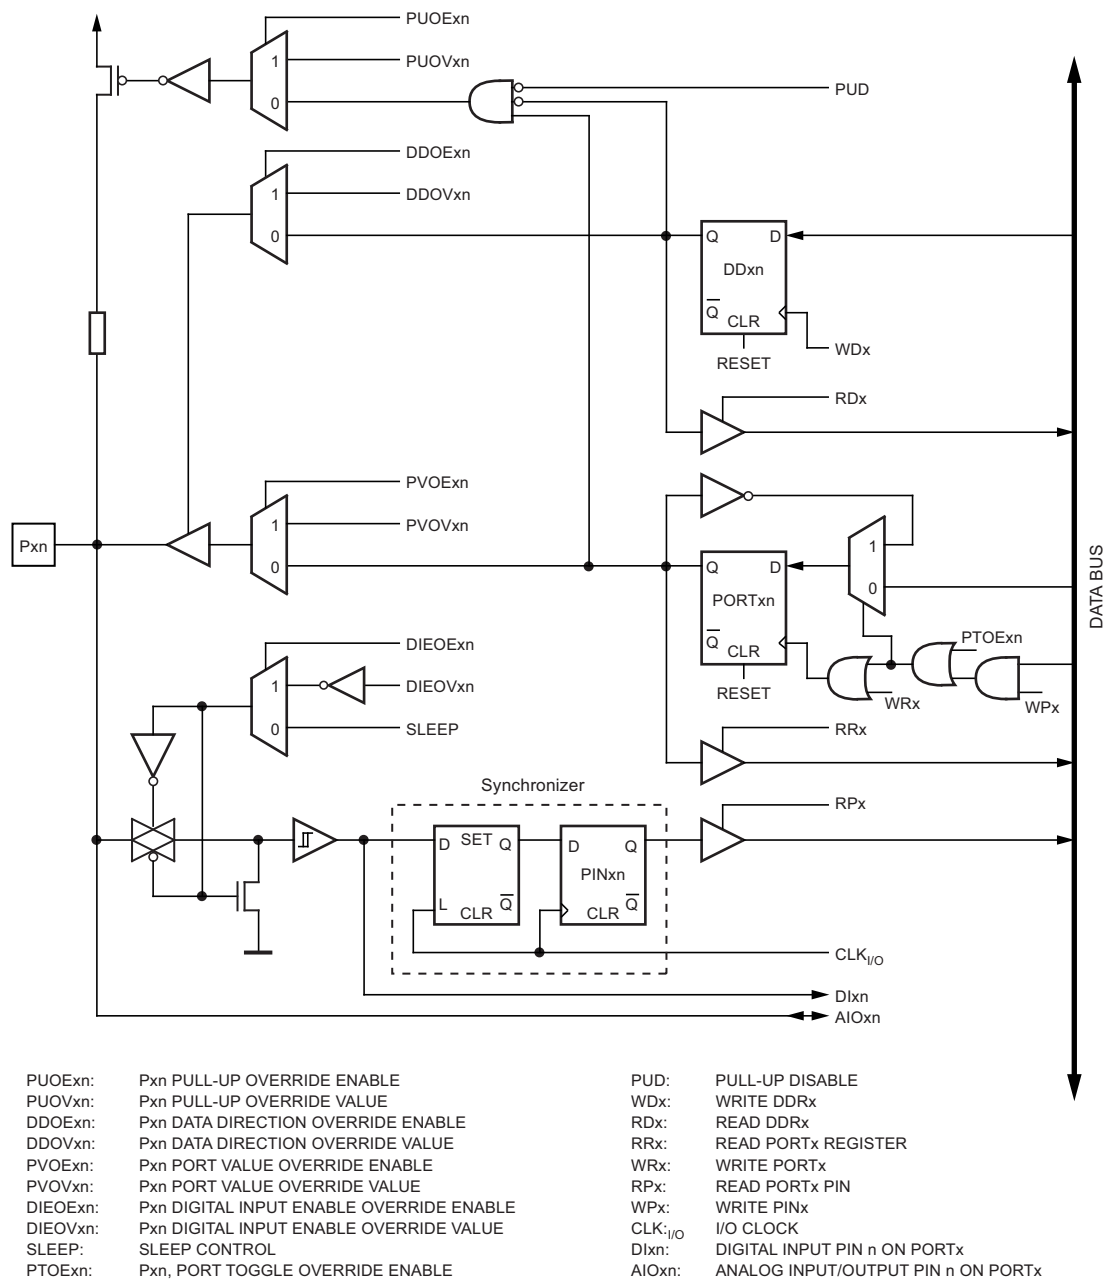 PUOExn
1
PUOVxn
0
PUD
DDOExn
1
DDOVxn
0
Q D
DDxn
Q
CLR
RESET
WDx
RDx
PVOExn
1
PVOVxn
0
Pxn
Q D
PORTxn
Q
CLR
RESET
1
0
PTOExn
WRx
WPx
DATA BUS
DIEOExn
1
DIEOVxn
0
SLEEP
RRx
Synchronizer
RPx
D SET Q
L
CLR Q
D Q
PINxn
CLR Q
CLKI/O
DIxn
AIOxn
PUOExn: Pxn PULL-UP OVERRIDE ENABLE
PUOVxn: Pxn PULL-UP OVERRIDE VALUE
DDOExn: Pxn DATA DIRECTION OVERRIDE ENABLE
DDOVxn: Pxn DATA DIRECTION OVERRIDE VALUE
PVOExn: Pxn PORT VALUE OVERRIDE ENABLE
PVOVxn: Pxn PORT VALUE OVERRIDE VALUE
DIEOExn: Pxn DIGITAL INPUT ENABLE OVERRIDE ENABLE
DIEOVxn: Pxn DIGITAL INPUT ENABLE OVERRIDE VALUE
SLEEP: SLEEP CONTROL
PTOExn: Pxn, PORT TOGGLE OVERRIDE ENABLE
PUD: PULL-UP DISABLE
WDx: WRITE DDRx
RDx: READ DDRx
RRx: READ PORTx REGISTER
WRx: WRITE PORTx
RPx: READ PORTx PIN
WPx: WRITE PINx
CLK:I/O I/O CLOCK
DIxn: DIGITAL INPUT PIN n ON PORTx
AIOxn: ANALOG INPUT/OUTPUT PIN n ON PORTx